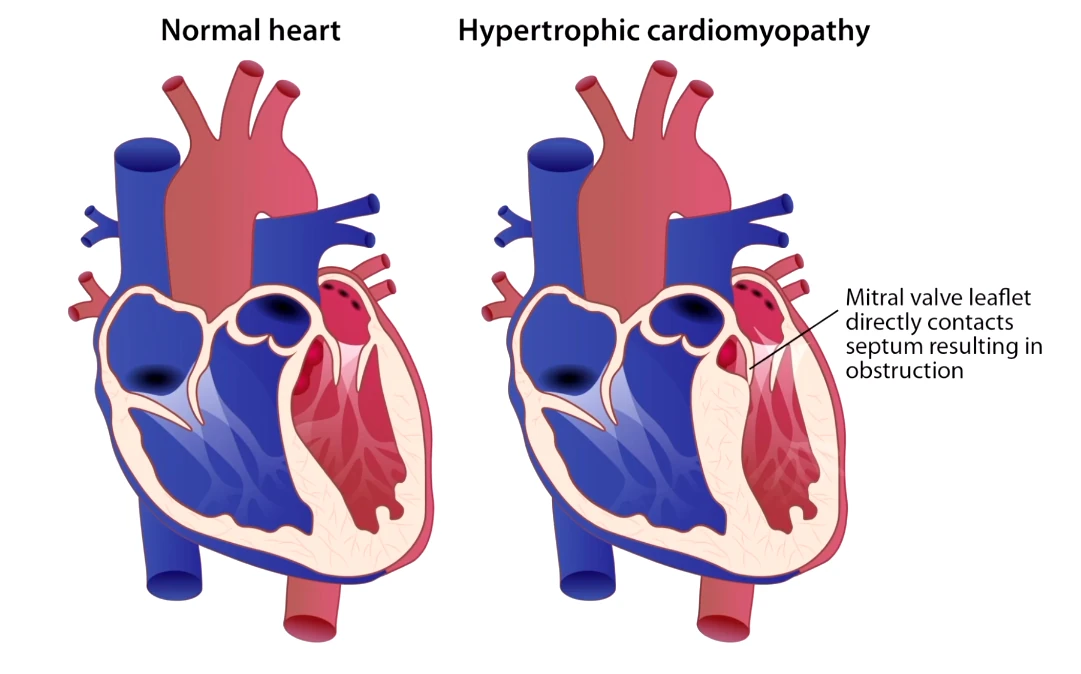 Normal heart
Hypertrophic cardiomyopathy
Mitral valve leaflet
directly contacts
septum resulting in
obstruction